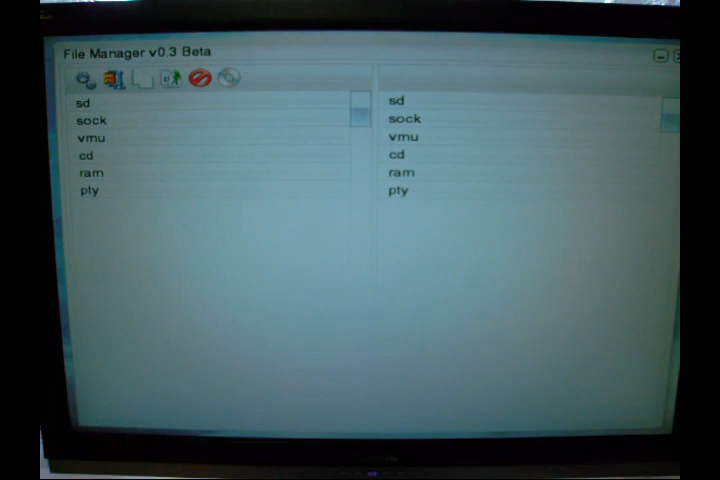 File Manager v0.3 Beta
sd
sock
vmu
cd
ram
pty
sd
sock
vmu
cd
ram
pty